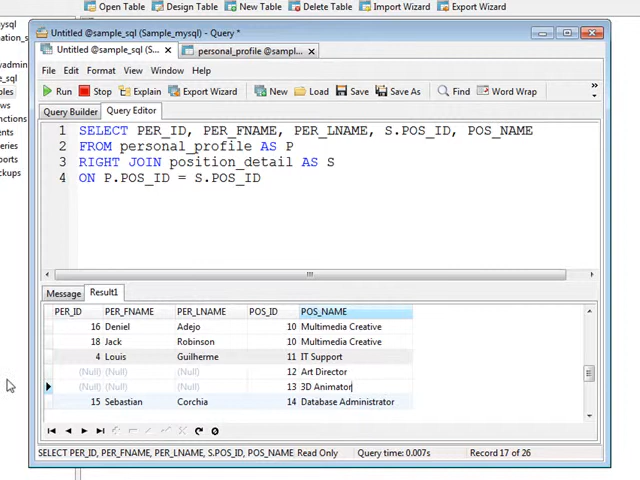 Open Table Design Table New Table Delete Table Import Wizard Export Wizard
Untitled @sample_sql (Sample_mysql) - Query *
Untitled @sample_sql (S... personal_profile @sampl...
File Edit Format View Window Help
Run Stop Explain Export Wizard New Load Save Save As Find Word Wrap
Query Builder Query Editor
1 SELECT PER_ID, PER_FNAME, PER_LNAME, S.POS_ID, POS_NAME
2 FROM personal_profile AS P
3 RIGHT JOIN position_detail AS S
4 ON P.POS_ID = S.POS_ID
Message Result1
PER_ID PER_FNAME PER_LNAME POS_ID POS_NAME
16 Deniel Adejo 10 Multimedia Creative
18 Jack Robinson 10 Multimedia Creative
4 Louis Guilherme 11 IT Support
(Null) (Null) (Null) 12 Art Director
(Null) (Null) (Null) 13 3D Animator
15 Sebastian Corchia 14 Database Administrator
SELECT PER_ID, PER_FNAME, PER_LNAME, S.POS_ID, POS_NAME Read Only Query time: 0.007s Record 17 of 26